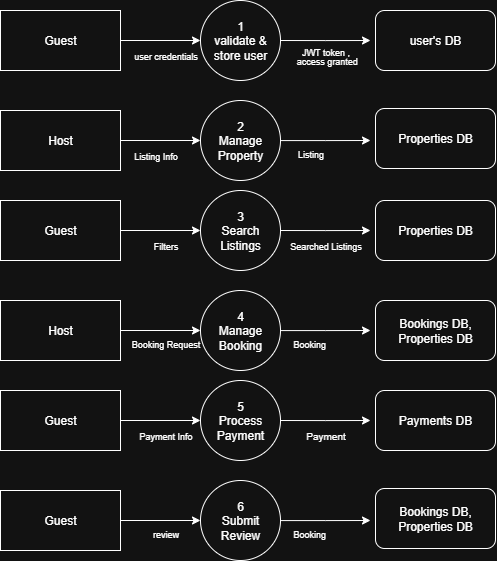 Guest
user credentials
1
validate &
store user
JWT token ,
access granted
user's DB
Host
Listing Info
2
Manage
Property
Listing
Properties DB
Guest
Filters
3
Search
Listings
Searched Listings
Properties DB
Host
Booking Request
4
Manage
Booking
Booking
Bookings DB,
Properties DB
Guest
Payment Info
5
Process
Payment
Payment
Payments DB
Guest
review
6
Submit
Review
Booking
Bookings DB,
Properties DB